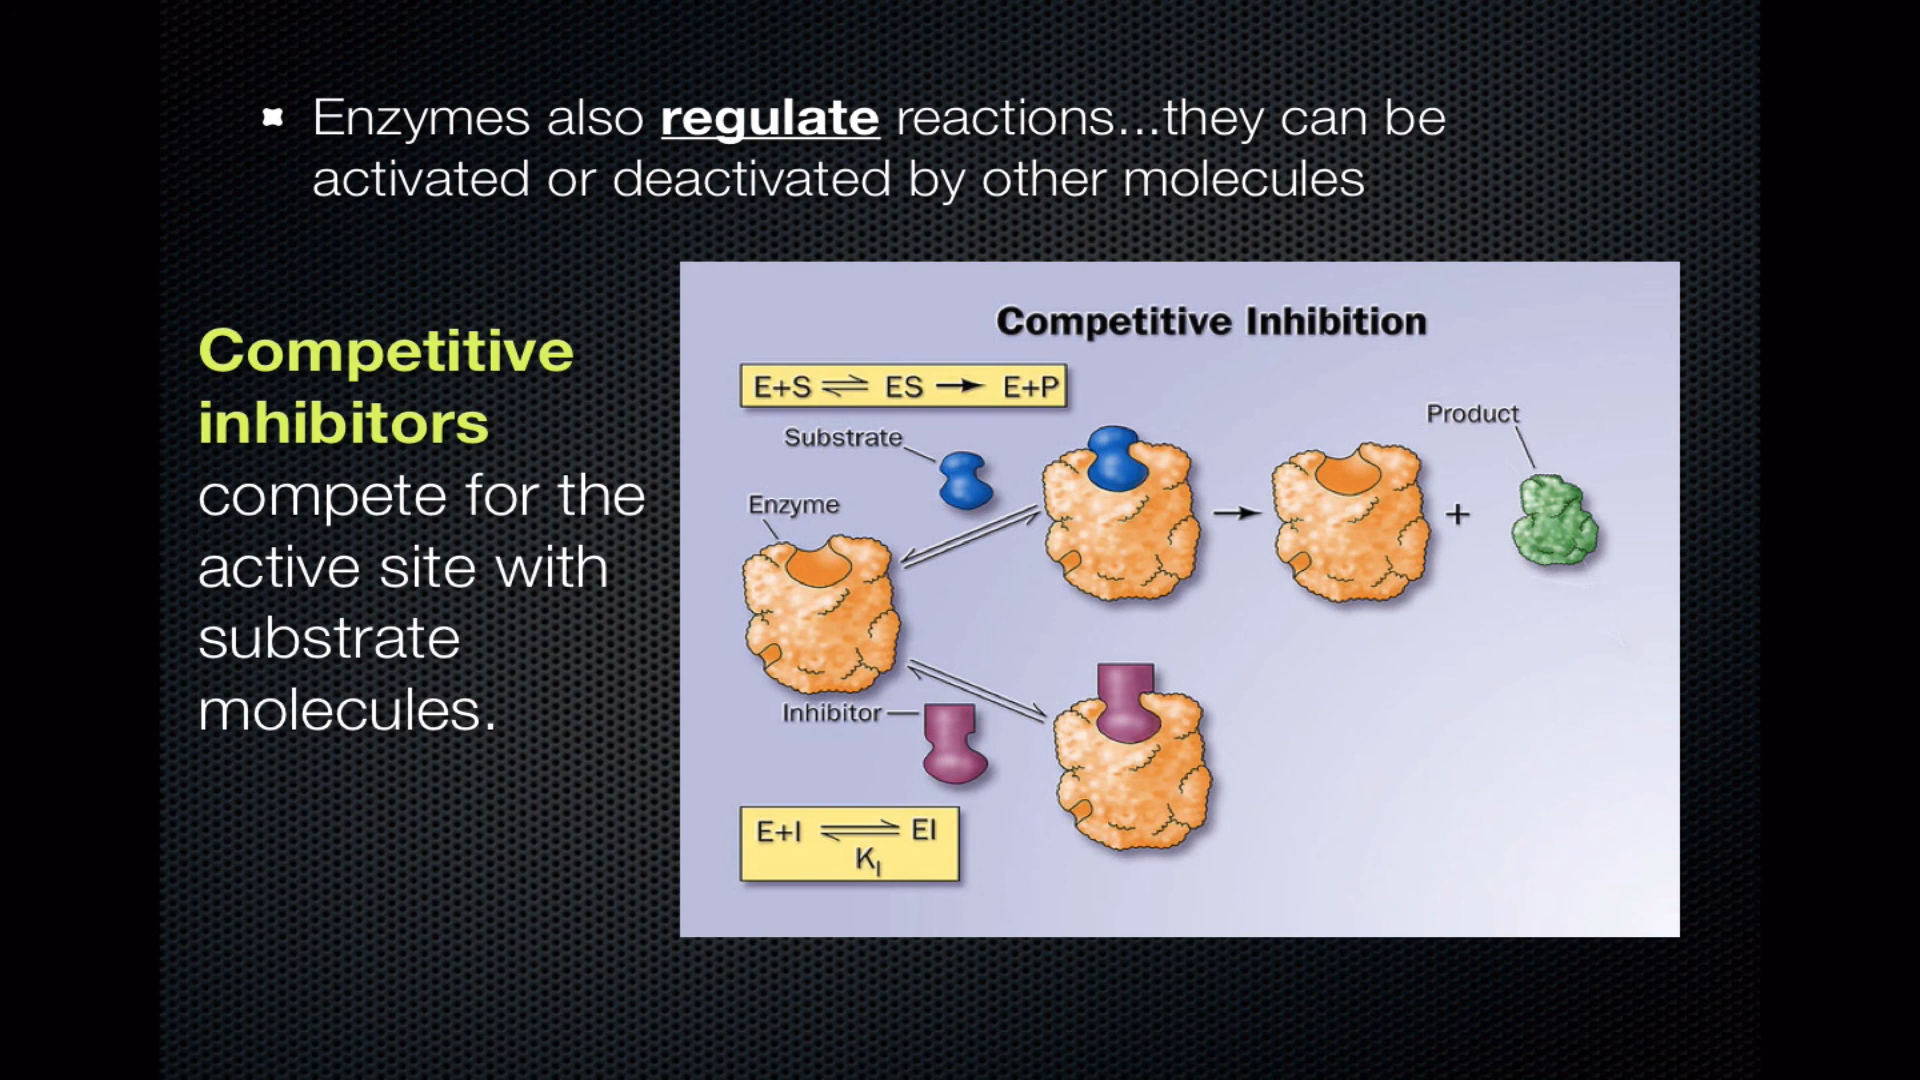 Enzymes also regulate reactions...they can be
activated or deactivated by other molecules
Competitive
inhibitors
compete for the
active site with
substrate
molecules.
Competitive Inhibition
E+S ⇌ ES → E+P
Substrate
Product
Enzyme
+
Inhibitor
E+I ⇌ EI
K_I